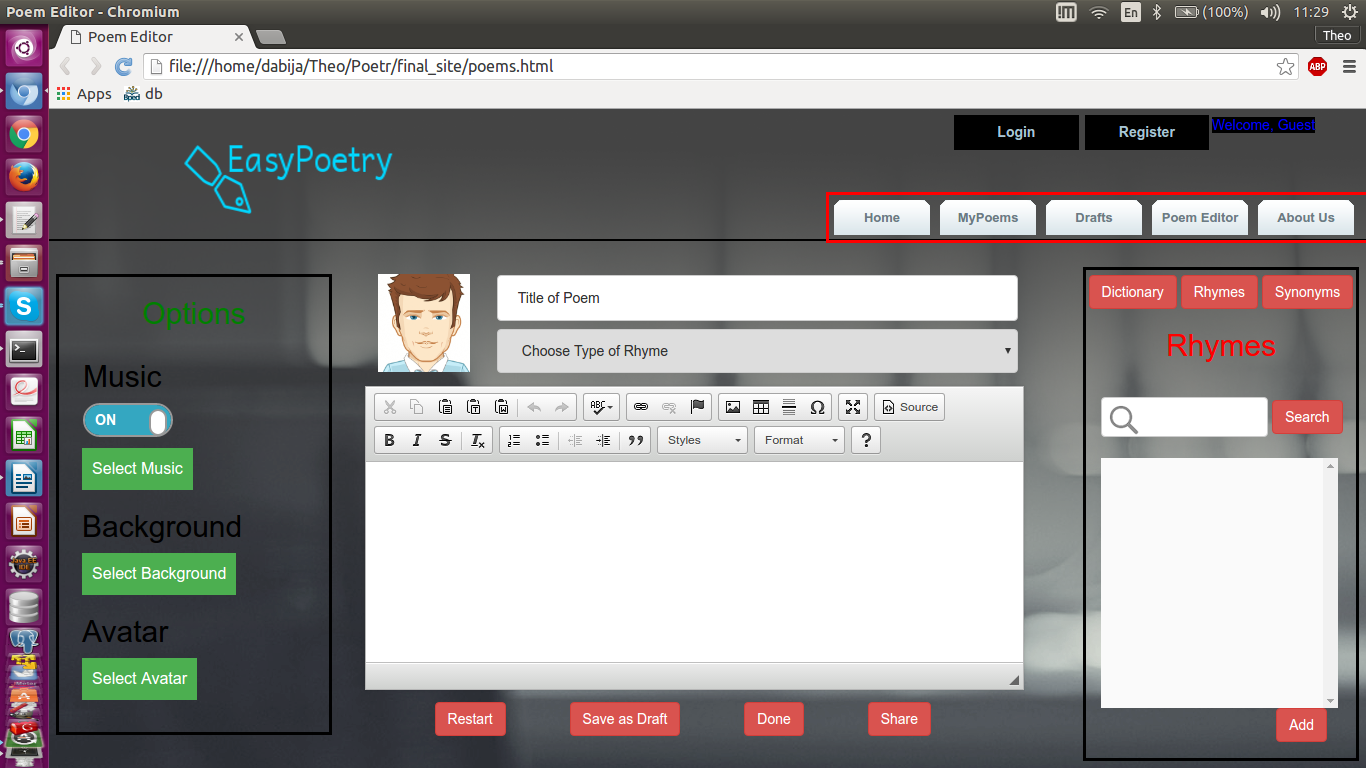 Poem Editor - Chromium
En
(100%)
11:29
Poem Editor
Theo
file:///home/dabija/Theo/Poetr/final_site/poems.html
ABP
Apps
db
Login
Register
Welcome, Guest
EasyPoetry
Home
MyPoems
Drafts
Poem Editor
About Us
Options
Music
ON
Select Music
Background
Select Background
Avatar
Select Avatar
Title of Poem
Choose Type of Rhyme
Source
Styles
Format
Restart
Save as Draft
Done
Share
Dictionary
Rhymes
Synonyms
Rhymes
Search
Add